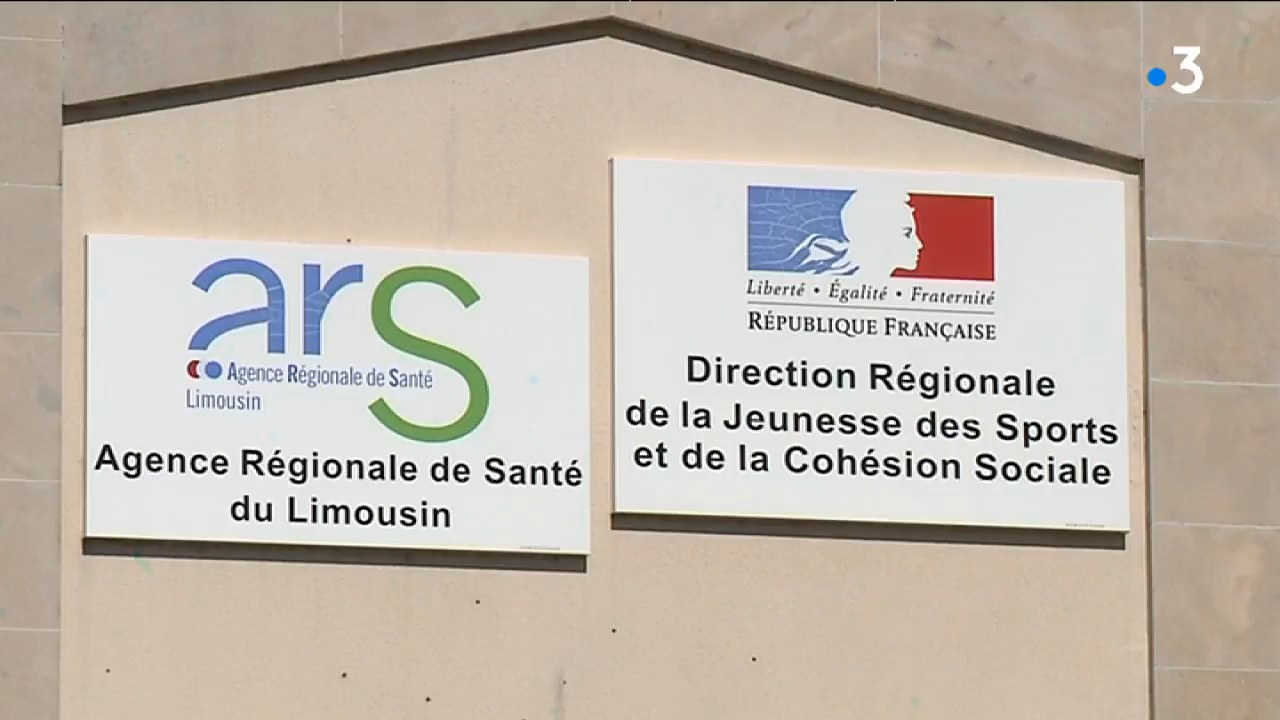 3
ars
Agence Régionale de Santé
Limousin
Agence Régionale de Santé
du Limousin
Liberté • Égalité • Fraternité
RÉPUBLIQUE FRANÇAISE
Direction Régionale
de la Jeunesse des Sports
et de la Cohésion Sociale